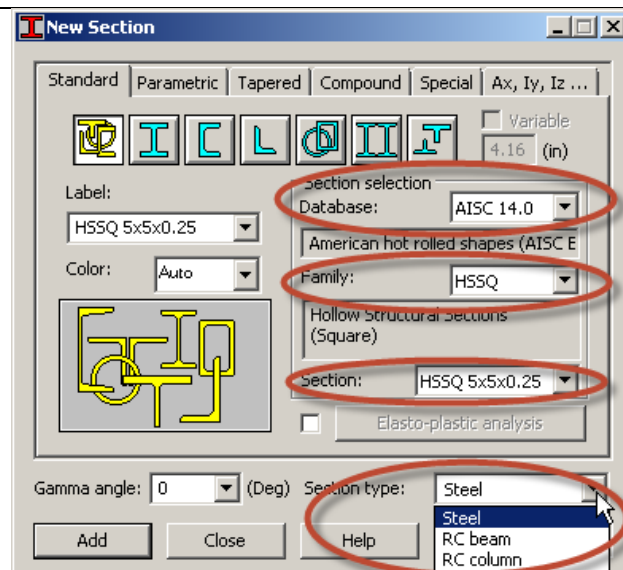 New Section
Standard Parametric Tapered Compound Special Ax, Iy, Iz ...
Variable
4.16 (in)
Label:
HSSQ 5x5x0.25
Color: Auto
Section selection
Database: AISC 14.0
American hot rolled shapes (AISC E
Family: HSSQ
Hollow Structural Sections
(Square)
Section: HSSQ 5x5x0.25
Elasto-plastic analysis
Gamma angle: 0 (Deg) Section type: Steel
Steel
RC beam
RC column
Add Close Help